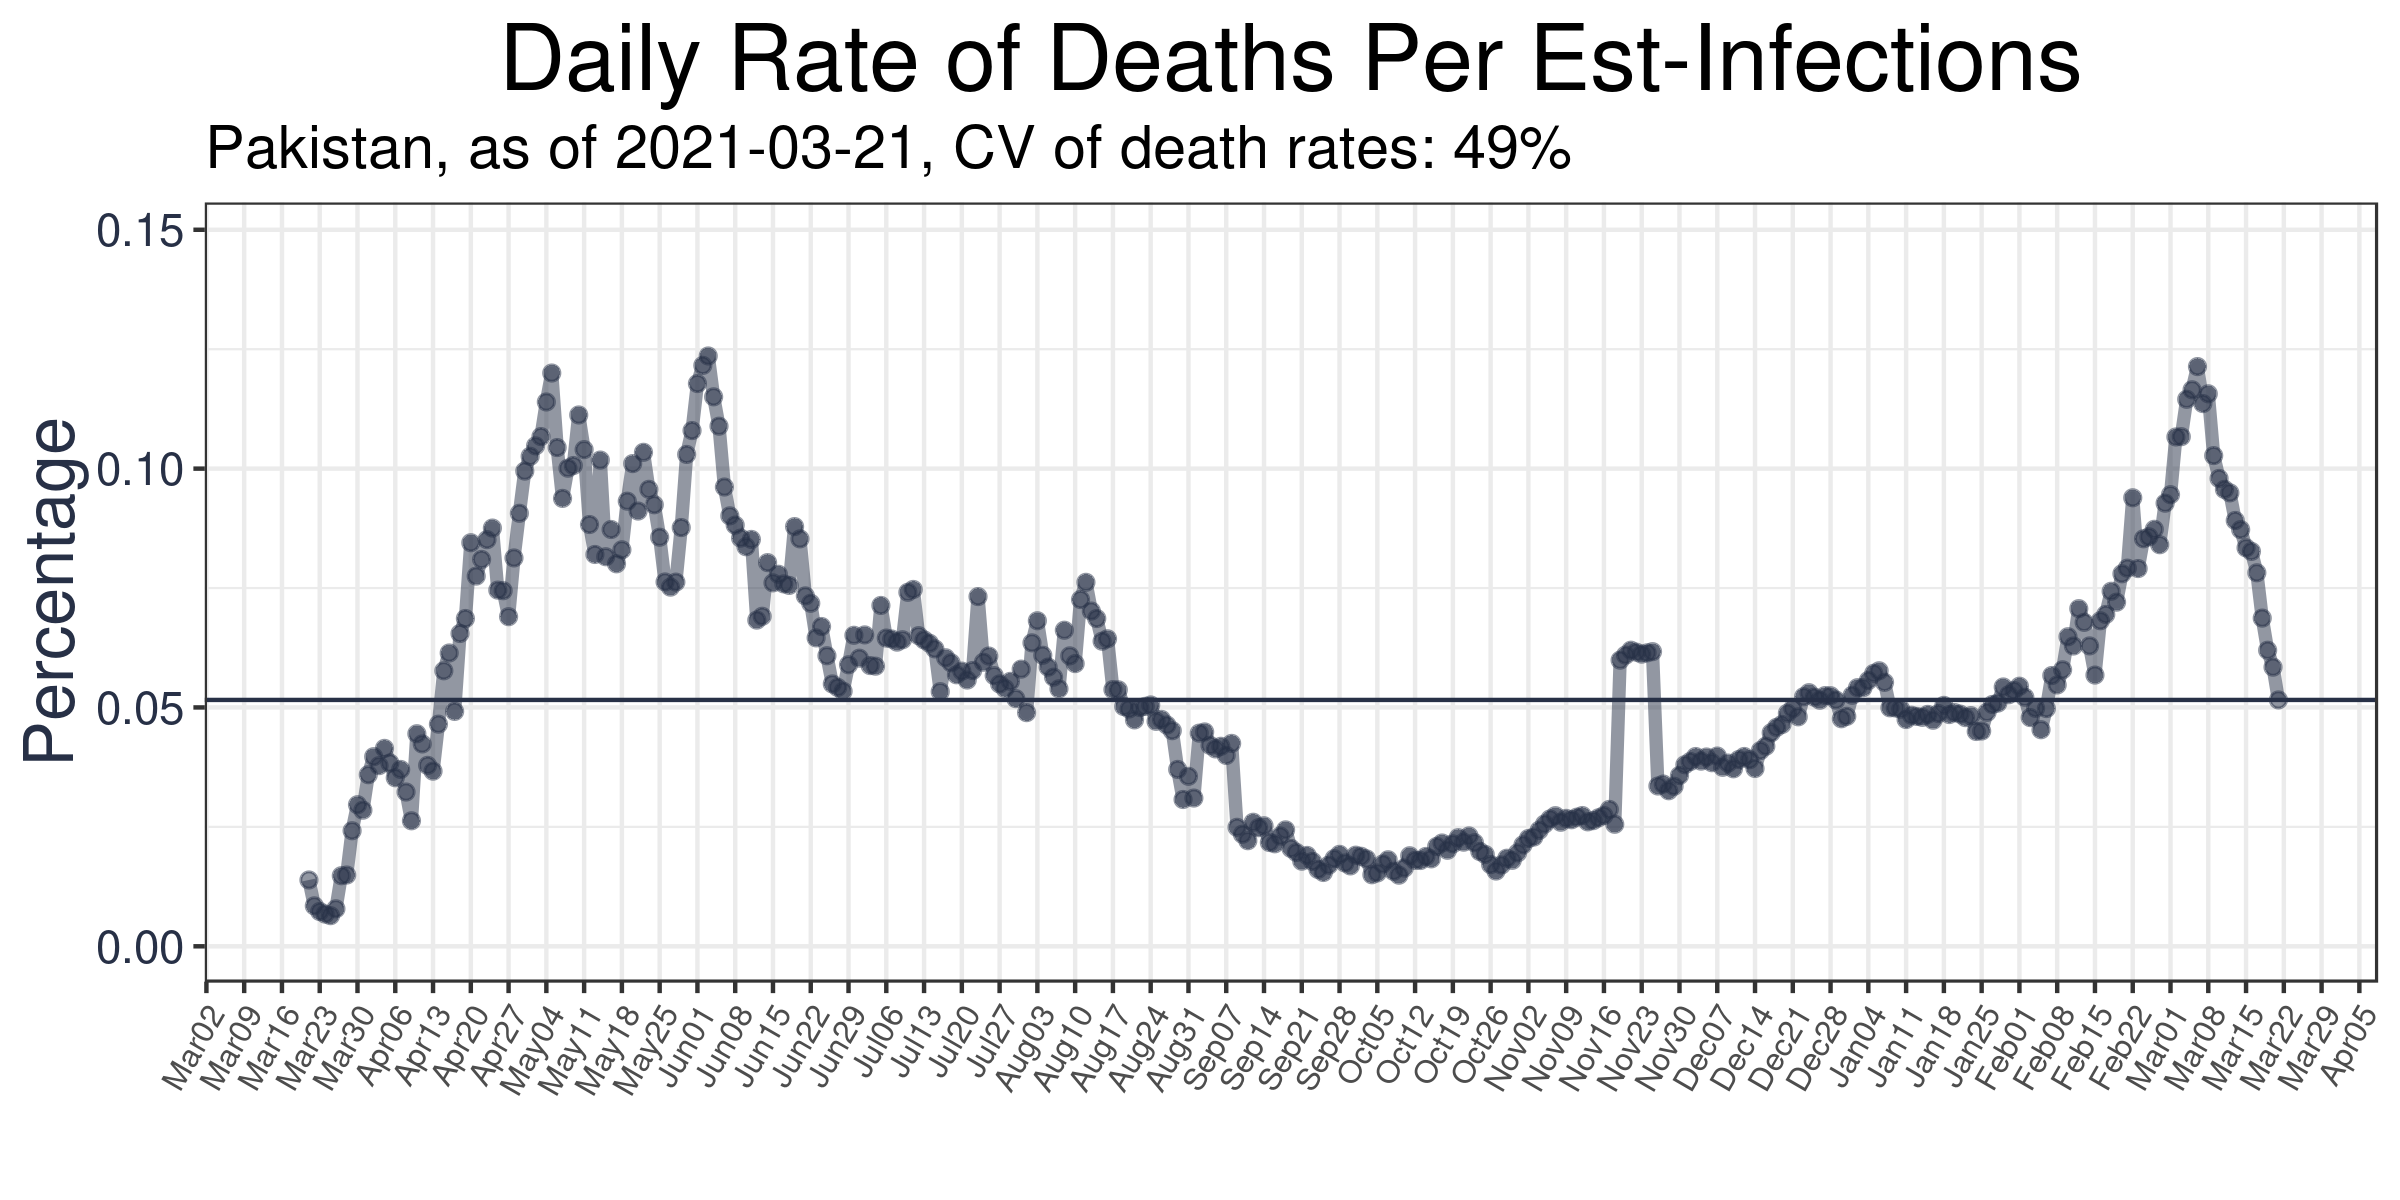 Daily Rate of Deaths Per Est-Infections
Pakistan, as of 2021-03-21, CV of death rates: 49%
Percentage
0.15
0.10
0.05
0.00
Mar02 Mar09 Mar16 Mar23 Mar30 Apr06 Apr13 Apr20 Apr27 May04 May11 May18 May25 Jun01 Jun08 Jun15 Jun22 Jun29 Jul06 Jul13 Jul20 Jul27 Aug03 Aug10 Aug17 Aug24 Aug31 Sep07 Sep14 Sep21 Sep28 Oct05 Oct12 Oct19 Oct26 Nov02 Nov09 Nov16 Nov23 Nov30 Dec07 Dec14 Dec21 Dec28 Jan04 Jan11 Jan18 Jan25 Feb01 Feb08 Feb15 Feb22 Mar01 Mar08 Mar15 Mar22 Mar29 Apr05